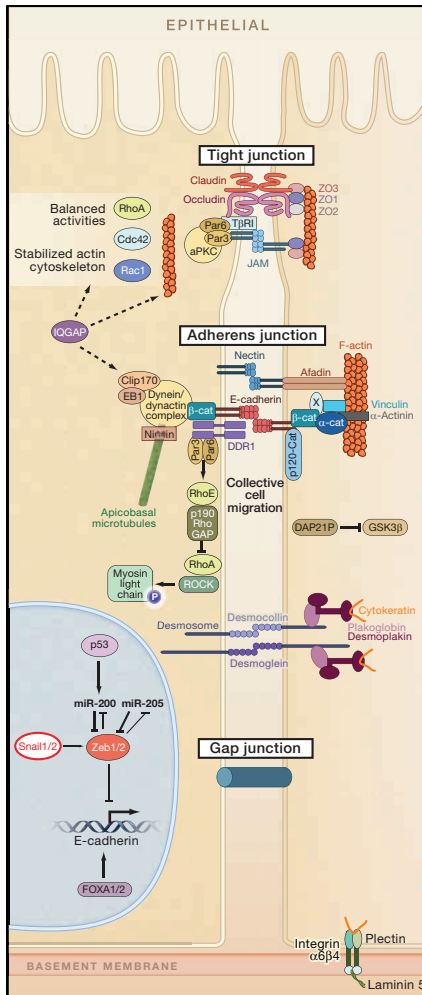 EPITHELIAL
Tight junction
Claudin
Occludin
ZO3
ZO1
ZO2
Par6
TβRI
Par3
aPKC
JAM
Balanced
activities
RhoA
Cdc42
Stabilized actin
cytoskeleton
Rac1
IQGAP
Adherens junction
F-actin
Nectin
Afadin
Clip170
EB1
Dynein/
dynactin
complex
E-cadherin
β-cat
X
Vinculin
β-cat
α-Actinin
α-cat
Ninein
DDR1
Par3
Par6
p120-Cat
Apicobasal
microtubules
RhoE
Collective
cell
migration
p190
Rho
GAP
DAP21P
GSK3β
RhoA
ROCK
Myosin
light
chain
P
Desmocollin
Cytokeratin
Desmosome
Plakoglobin
Desmoplakin
Desmoglein
p53
miR-200
miR-205
Snail1/2
Zeb1/2
Gap junction
E-cadherin
FOXA1/2
Integrin
α6β4
Plectin
BASEMENT MEMBRANE
Laminin 5